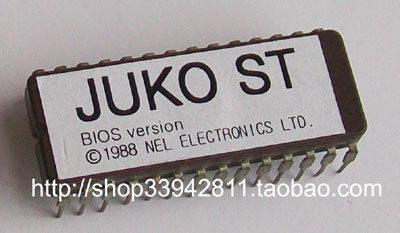 JUKO ST
BIOS version
©1988 NEL ELECTRONICS LTD.
http://shop33942811.taobao.com/